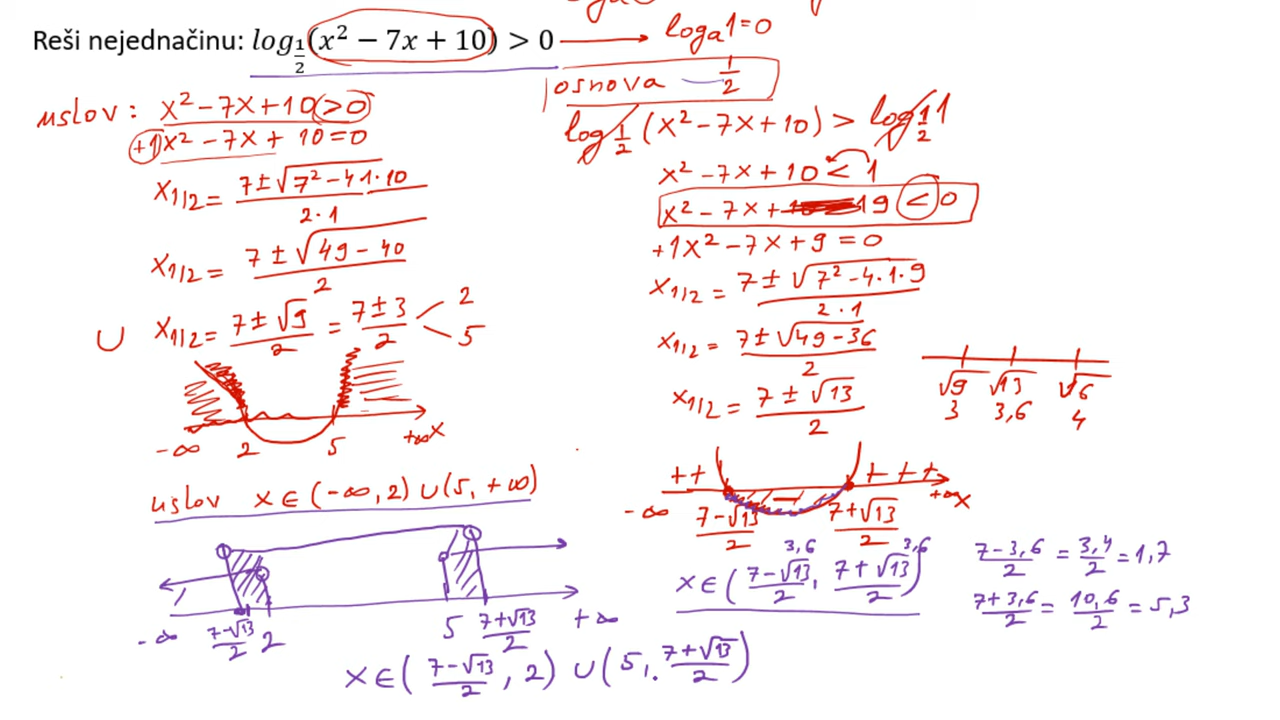 Reši nejednačinu: log_{1/2}(x² − 7x + 10) > 0 → log_a 1 = 0
osnova 1/2
uslov: x² − 7x + 10 > 0
+1x² − 7x + 10 = 0
x_{1/2} = (7 ± √(7² − 4·1·10)) / (2·1)
x_{1/2} = (7 ± √(49 − 40)) / 2
∪ x_{1/2} = (7 ± √9) / 2 = (7 ± 3) / 2 < 2 5
−∞ 2 5 +∞ x
uslov x ∈ (−∞, 2) ∪ (5, +∞)
log_{1/2} (x² − 7x + 10) > log_{1/2} 1
x² − 7x + 10 < 1
x² − 7x + 9 < 0
+1x² − 7x + 9 = 0
x_{1/2} = (7 ± √(7² − 4·1·9)) / (2·1)
x_{1/2} = (7 ± √(49 − 36)) / 2
x_{1/2} = (7 ± √13) / 2
√9 √13 √6
3 3,6 4
+ + − + + +
−∞ (7−√13)/2 (7+√13)/2 +∞ x
3,6 3,6
x ∈ ((7−√13)/2, (7+√13)/2)
(7−3,6)/2 = 3,4/2 = 1,7
(7+3,6)/2 = 10,6/2 = 5,3
−∞ (7−√13)/2 2 5 (7+√13)/2 +∞
x ∈ ((7−√13)/2, 2) ∪ (5, (7+√13)/2)